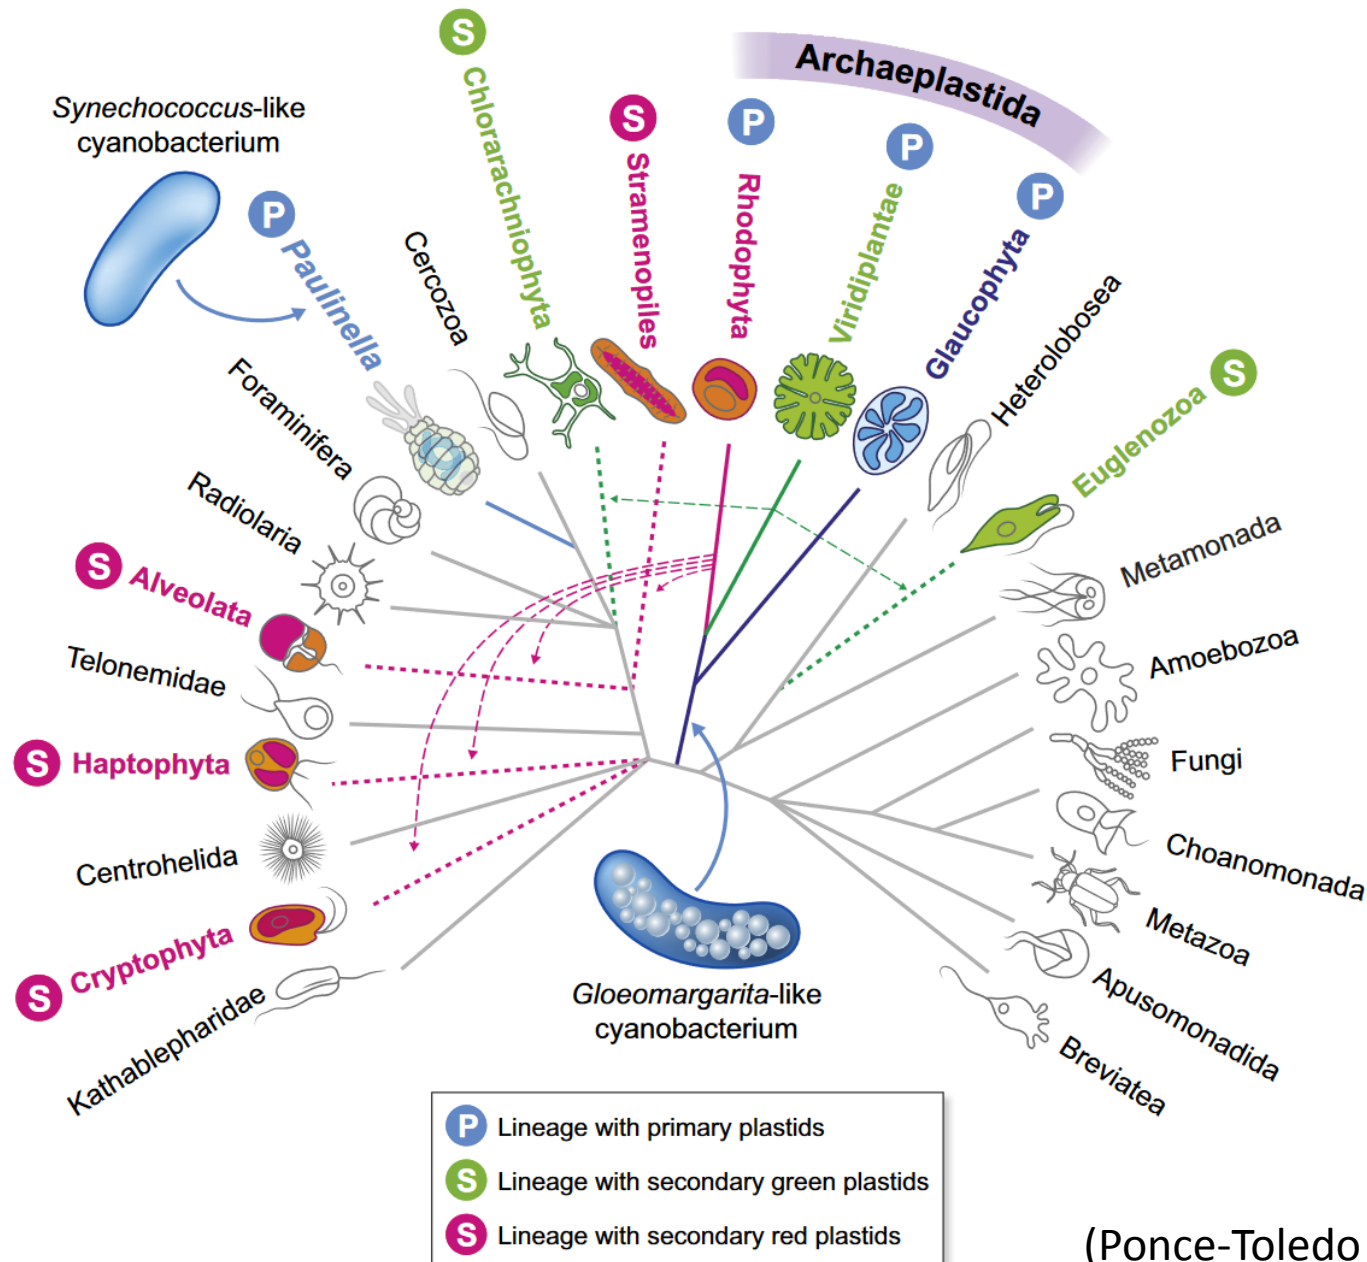 Archaeplastida
Synechococcus-like
cyanobacterium
P
Paulinella
Cercozoa
S
Chlorarachniophyta
S
Stramenopiles
P
Rhodophyta
P
Viridiplantae
P
Glaucophyta
Heterolobosea
S
Euglenozoa
Metamonada
Amoebozoa
Fungi
Choanomonada
Metazoa
Apusomonadida
Breviatea
Foraminifera
Radiolaria
S
Alveolata
Telonemidae
S
Haptophyta
Centrohelida
S
Cryptophyta
Kathablepharidae
Gloeomargarita-like
cyanobacterium
P Lineage with primary plastids
S Lineage with secondary green plastids
S Lineage with secondary red plastids
(Ponce-Toledo